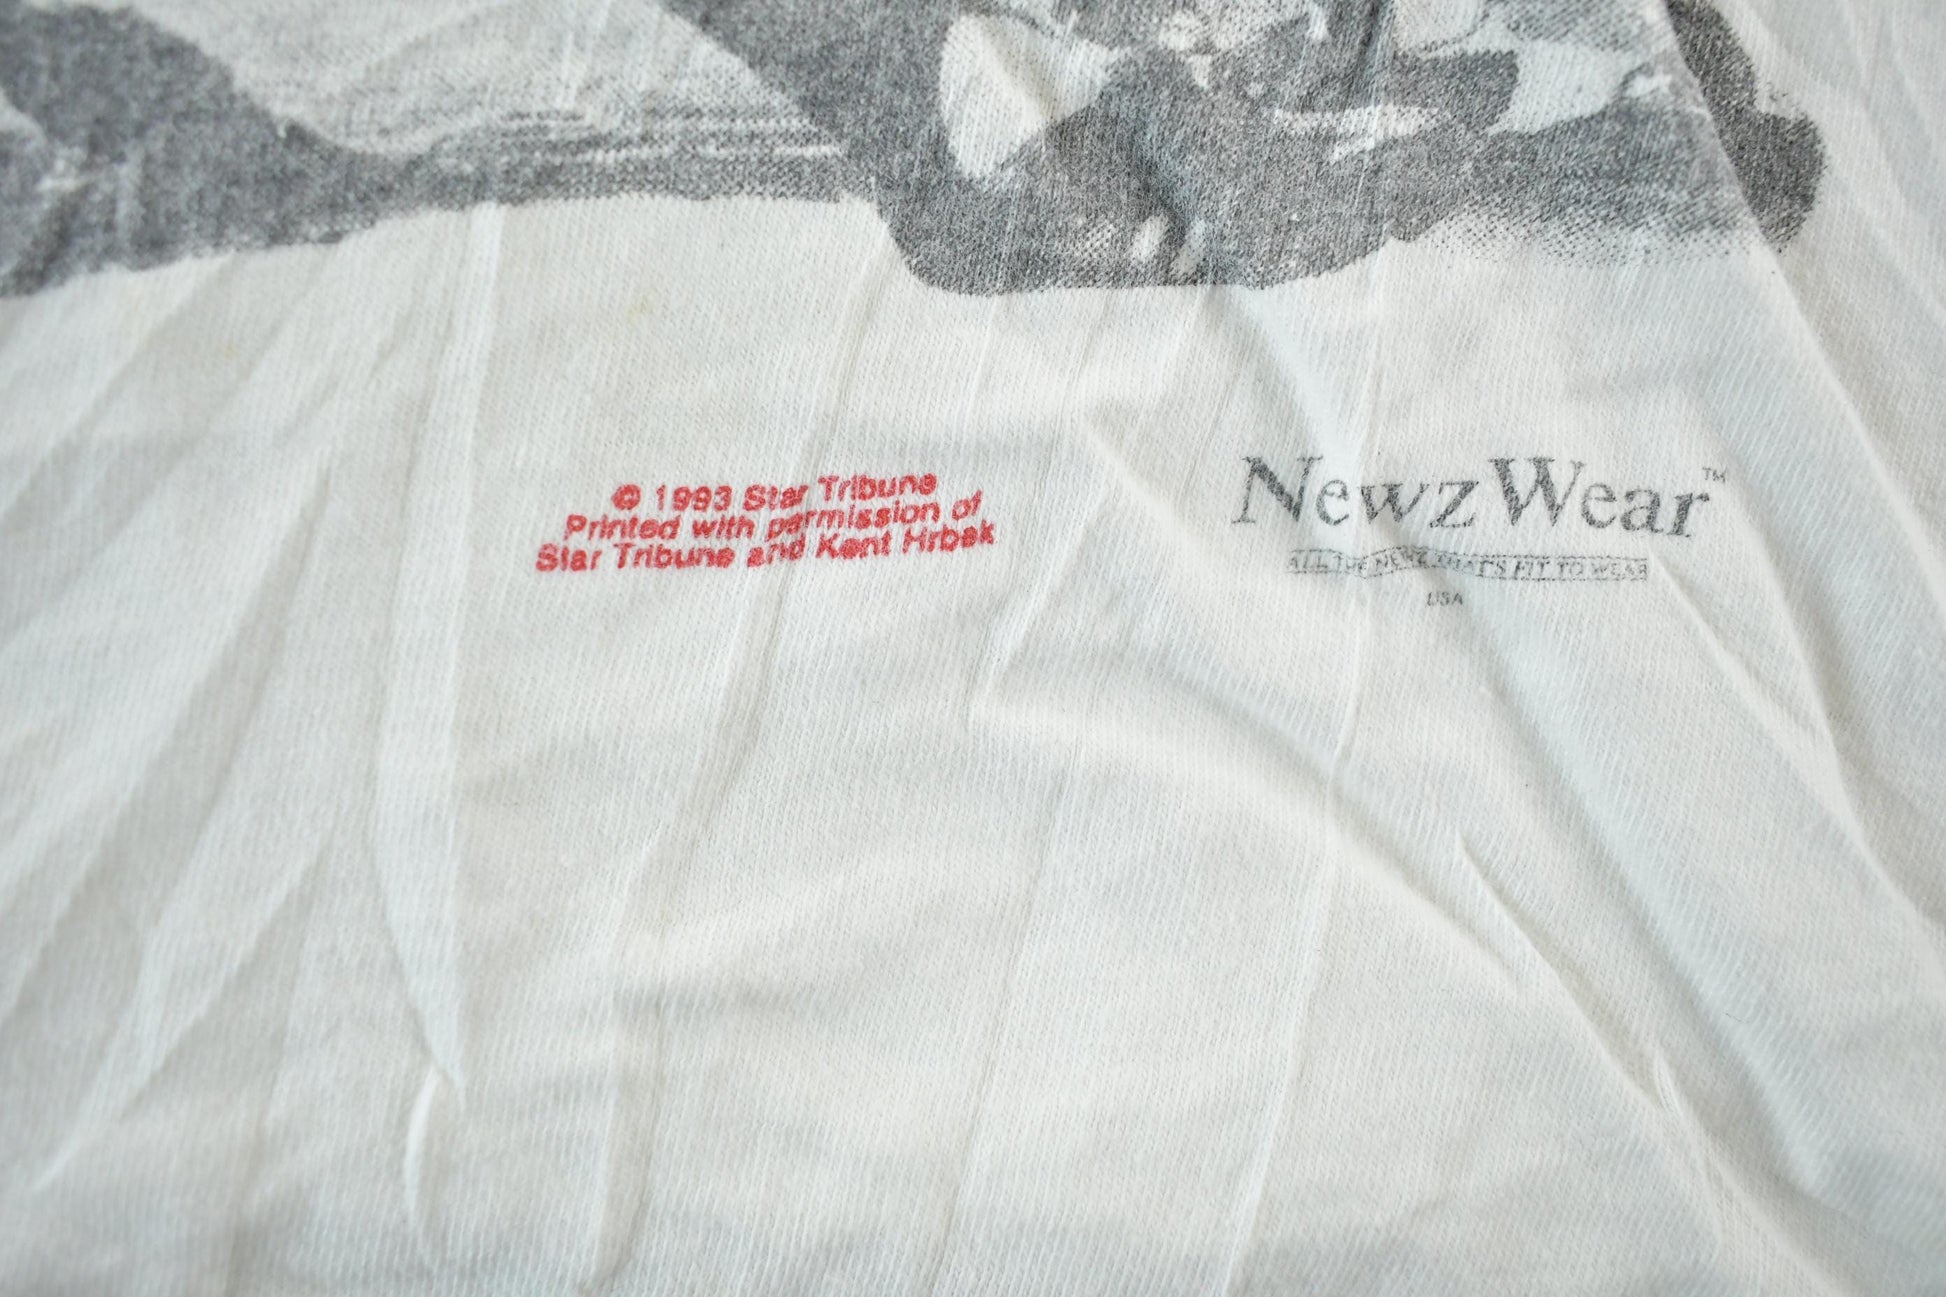 © 1993 Star Tribune
Printed with permission of
Star Tribune and Kent Hrbek
NewzWear™
ALL THE NEWZ THAT'S FIT TO WEAR
USA